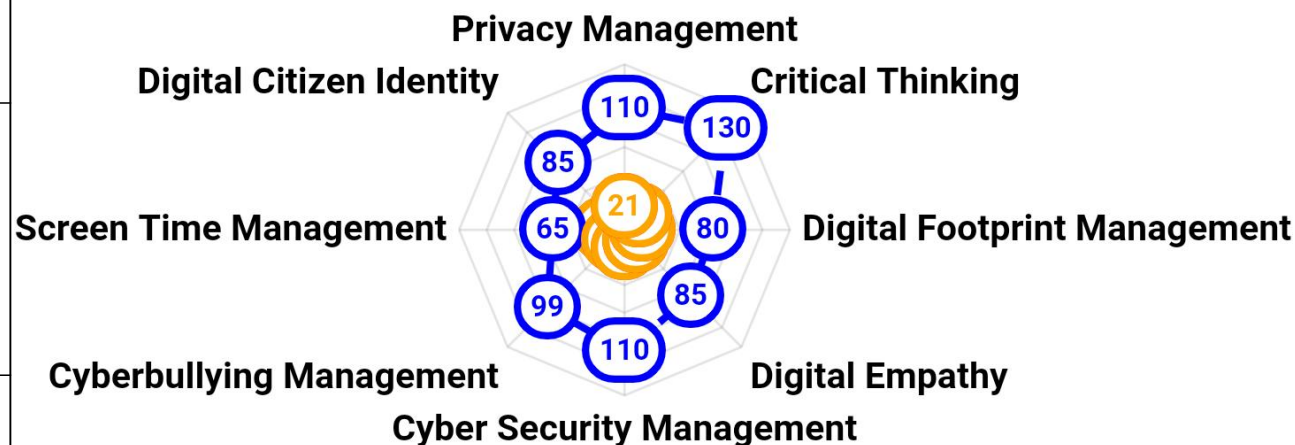 Privacy Management
Digital Citizen Identity
Critical Thinking
110
130
85
21
Screen Time Management
65
80
Digital Footprint Management
99
85
110
Cyberbullying Management
Digital Empathy
Cyber Security Management